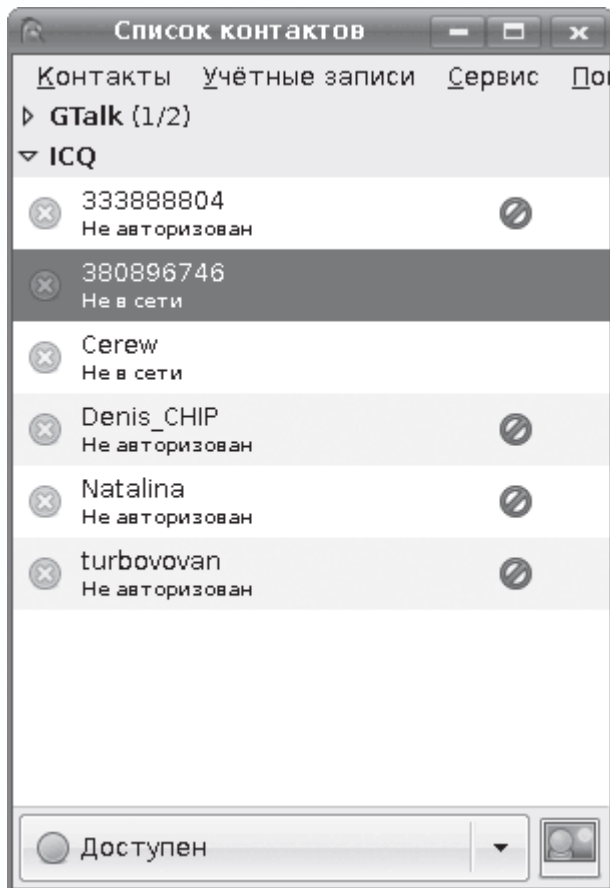 Список контактов
Контакты Учётные записи Сервис
GTalk (1/2)
ICQ
333888804
Не авторизован
380896746
Не в сети
Cerew
Не в сети
Denis_CHIP
Не авторизован
Natalina
Не авторизован
turbovovan
Не авторизован
Доступен